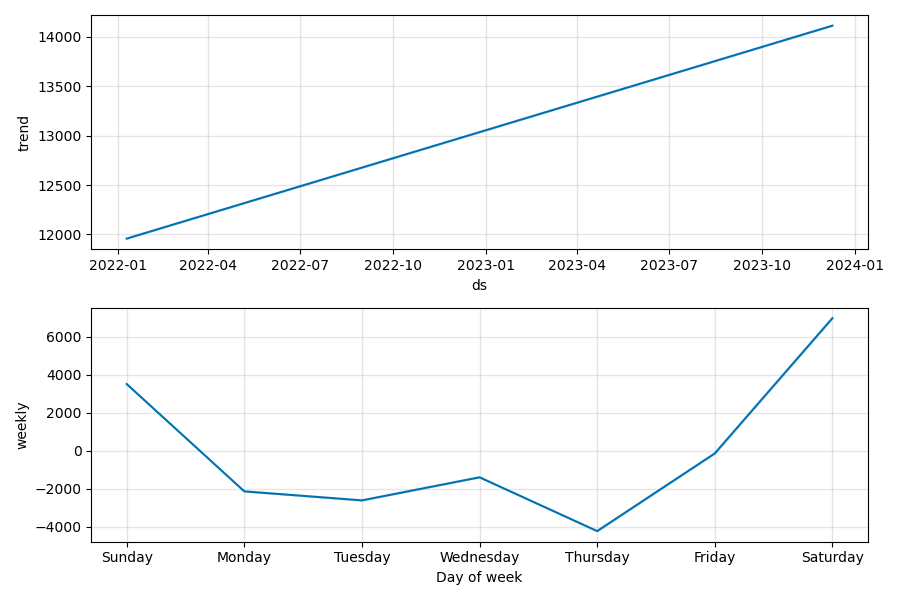 14000
13500
13000
12500
12000
trend
2022-01 2022-04 2022-07 2022-10 2023-01 2023-04 2023-07 2023-10 2024-01
ds
6000
4000
2000
0
−2000
−4000
weekly
Sunday Monday Tuesday Wednesday Thursday Friday Saturday
Day of week